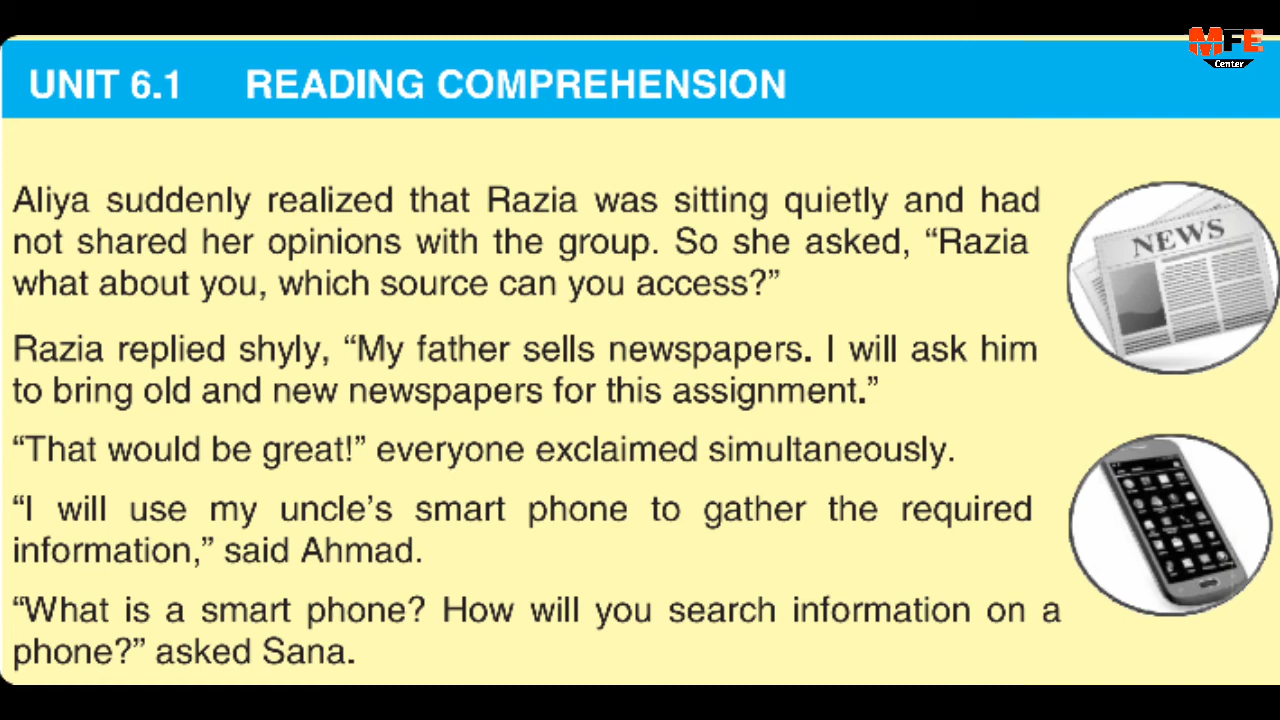 MFE
Center
UNIT 6.1 READING COMPREHENSION
Aliya suddenly realized that Razia was sitting quietly and had
not shared her opinions with the group. So she asked, “Razia
what about you, which source can you access?”
Razia replied shyly, “My father sells newspapers. I will ask him
to bring old and new newspapers for this assignment.”
“That would be great!” everyone exclaimed simultaneously.
“I will use my uncle’s smart phone to gather the required
information,” said Ahmad.
“What is a smart phone? How will you search information on a
phone?” asked Sana.
NEWS